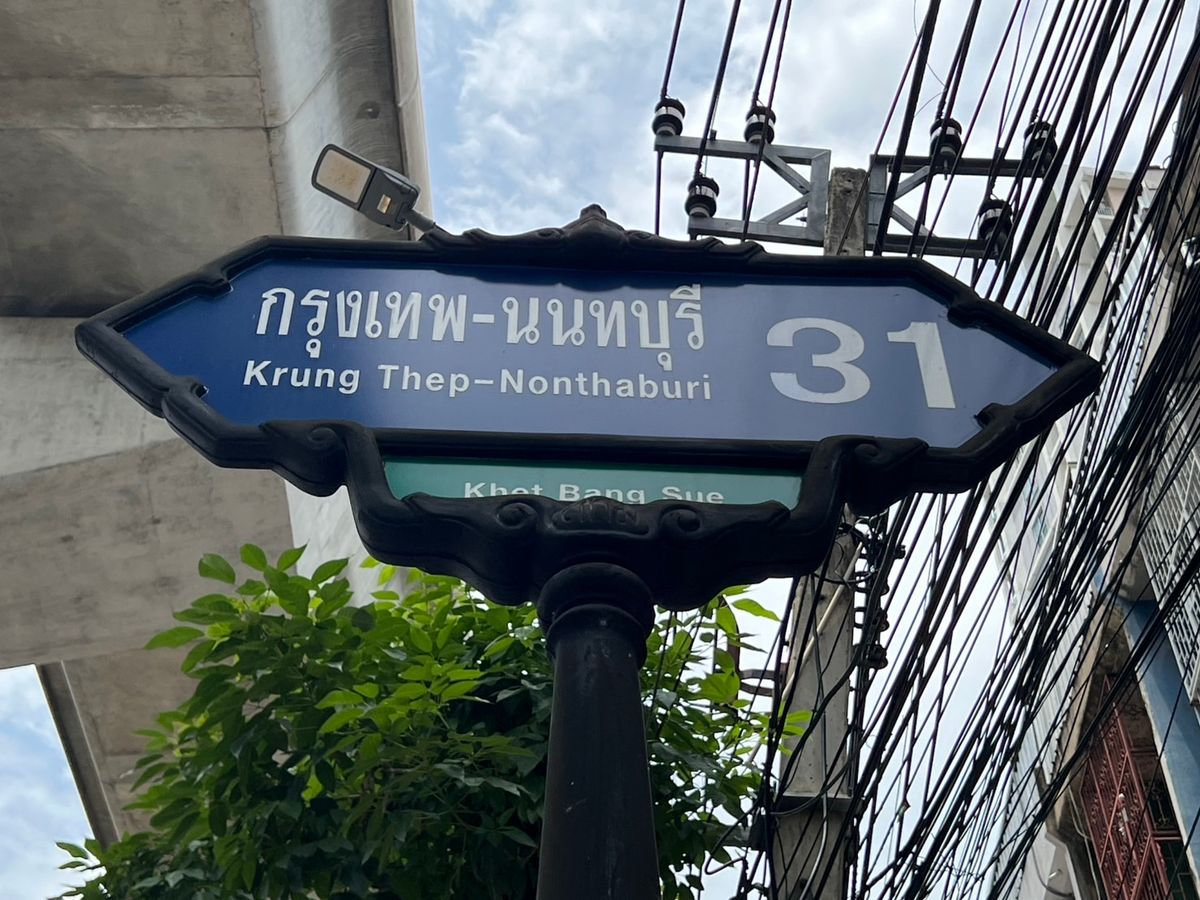 กรุงเทพ-นนทบุรี
Krung Thep-Nonthaburi
31
Khet Bang Sue